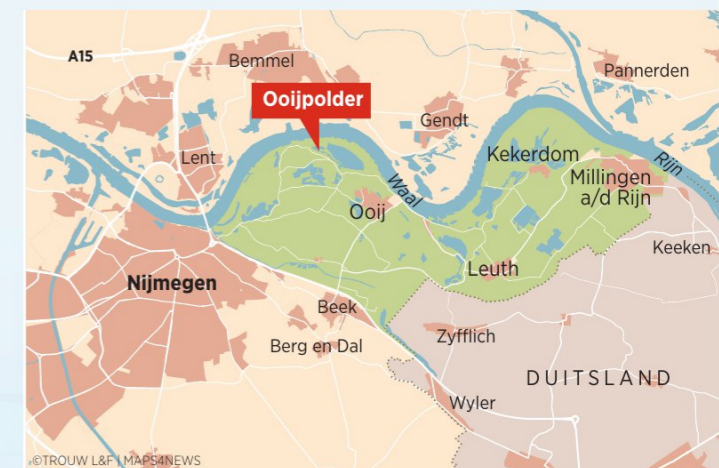 A15
Bemmel
Pannerden
Ooijpolder
Gendt
Lent
Kekerdom
Rijn
Waal
Millingen
a/d Rijn
Ooij
Keeken
Leuth
Nijmegen
Beek
Zyfflich
Berg en Dal
DUITSLAND
Wyler
©TROUW L&F | MAPS4NEWS